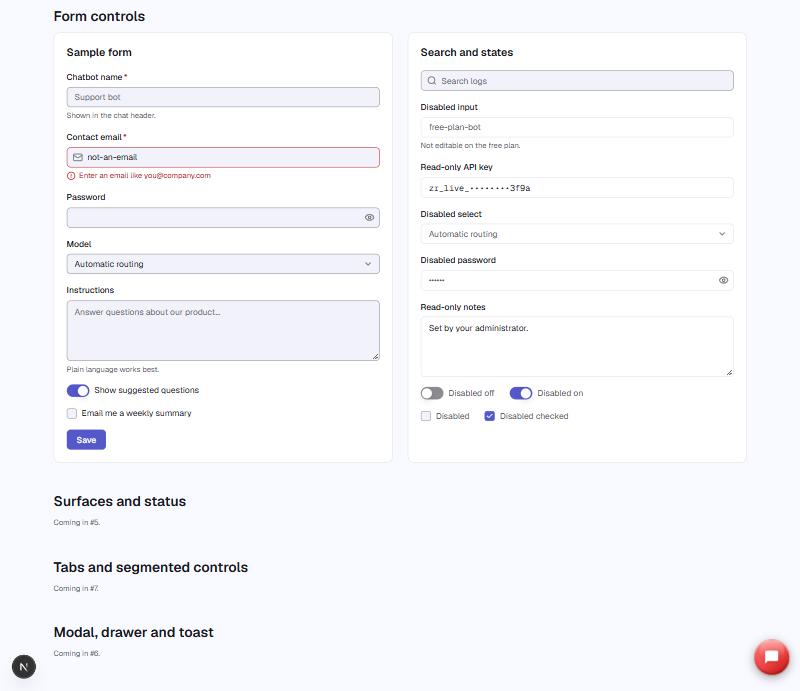 Form controls
Sample form
Chatbot name *
Support bot
Shown in the chat header.
Contact email *
not-an-email
Enter an email like you@company.com
Password
Model
Automatic routing
Instructions
Answer questions about our product...
Plain language works best.
Show suggested questions
Email me a weekly summary
Save
Search and states
Search logs
Disabled input
free-plan-bot
Not editable on the free plan.
Read-only API key
zr_live_••••••••3f9a
Disabled select
Automatic routing
Disabled password
••••••
Read-only notes
Set by your administrator.
Disabled off
Disabled on
Disabled
Disabled checked
Surfaces and status
Coming in #5.
Tabs and segmented controls
Coming in #7.
Modal, drawer and toast
Coming in #6.
N